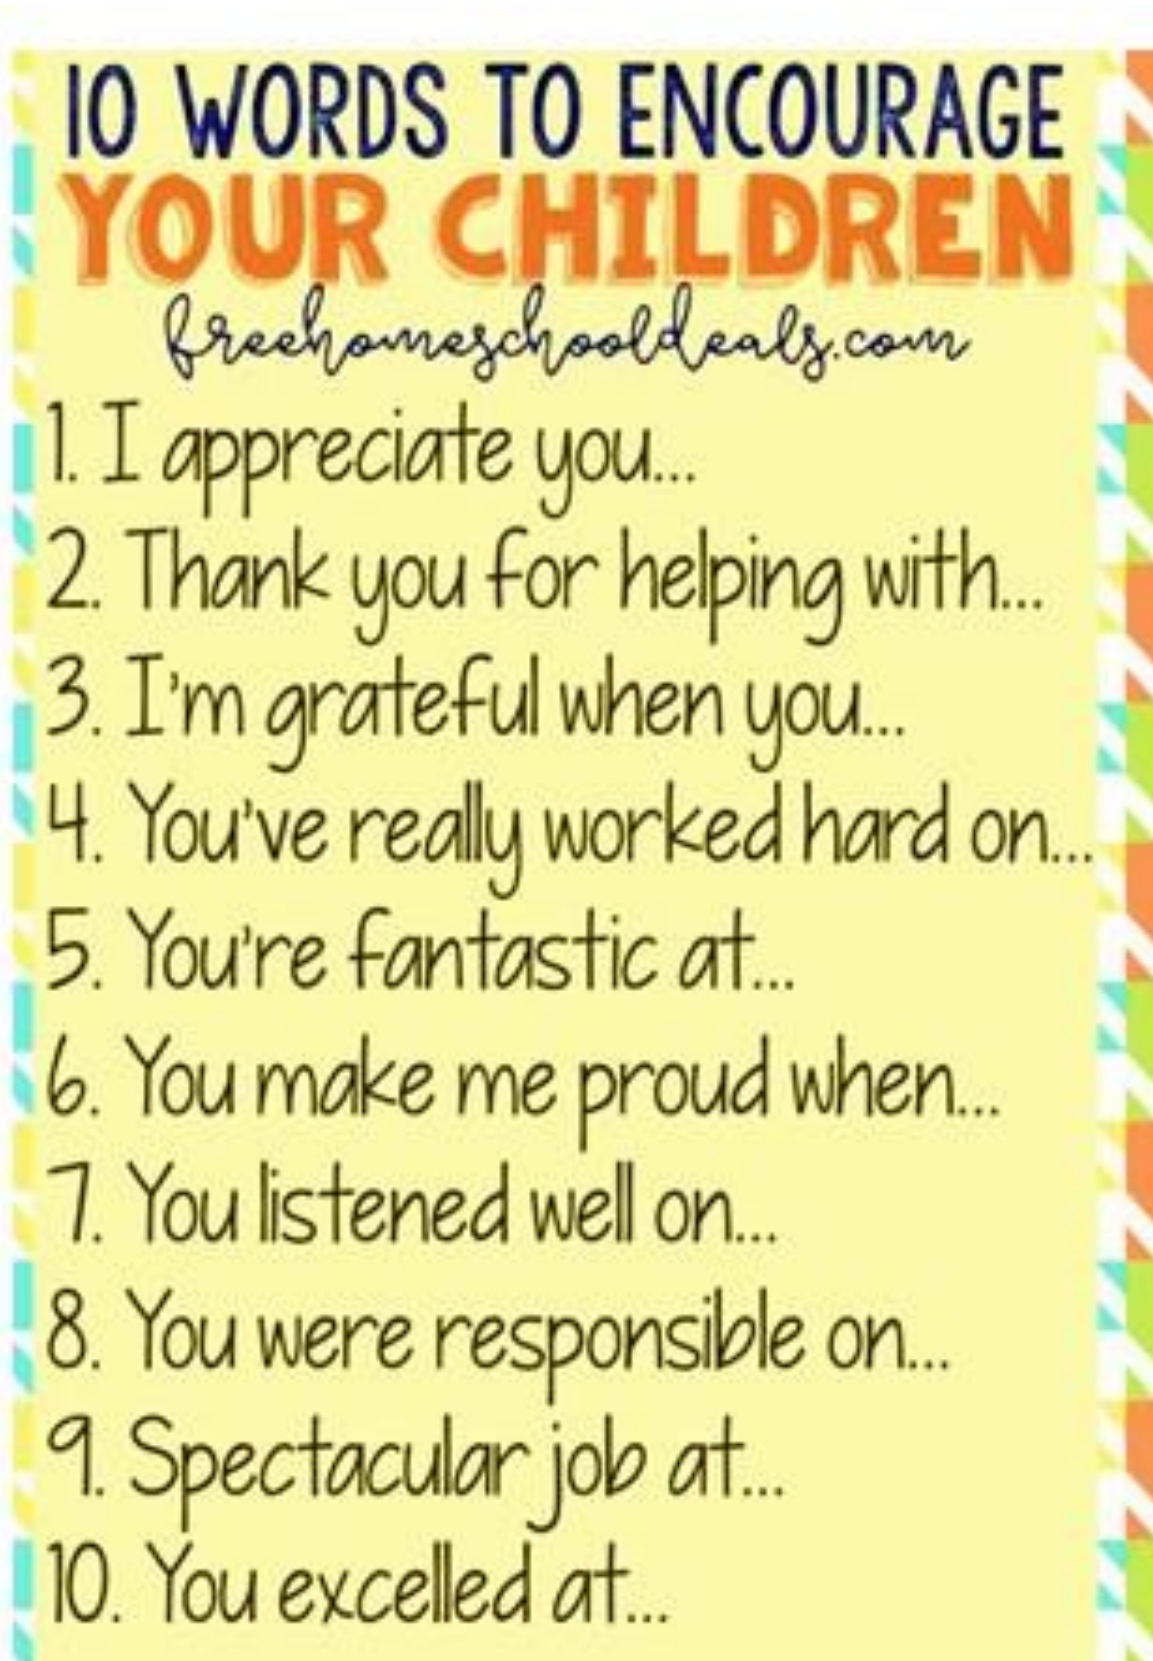 10 WORDS TO ENCOURAGE
YOUR CHILDREN
freehomeschooldeals.com
1. I appreciate you...
2. Thank you for helping with...
3. I'm grateful when you...
4. You've really worked hard on...
5. You're fantastic at...
6. You make me proud when...
7. You listened well on...
8. You were responsible on...
9. Spectacular job at...
10. You excelled at...